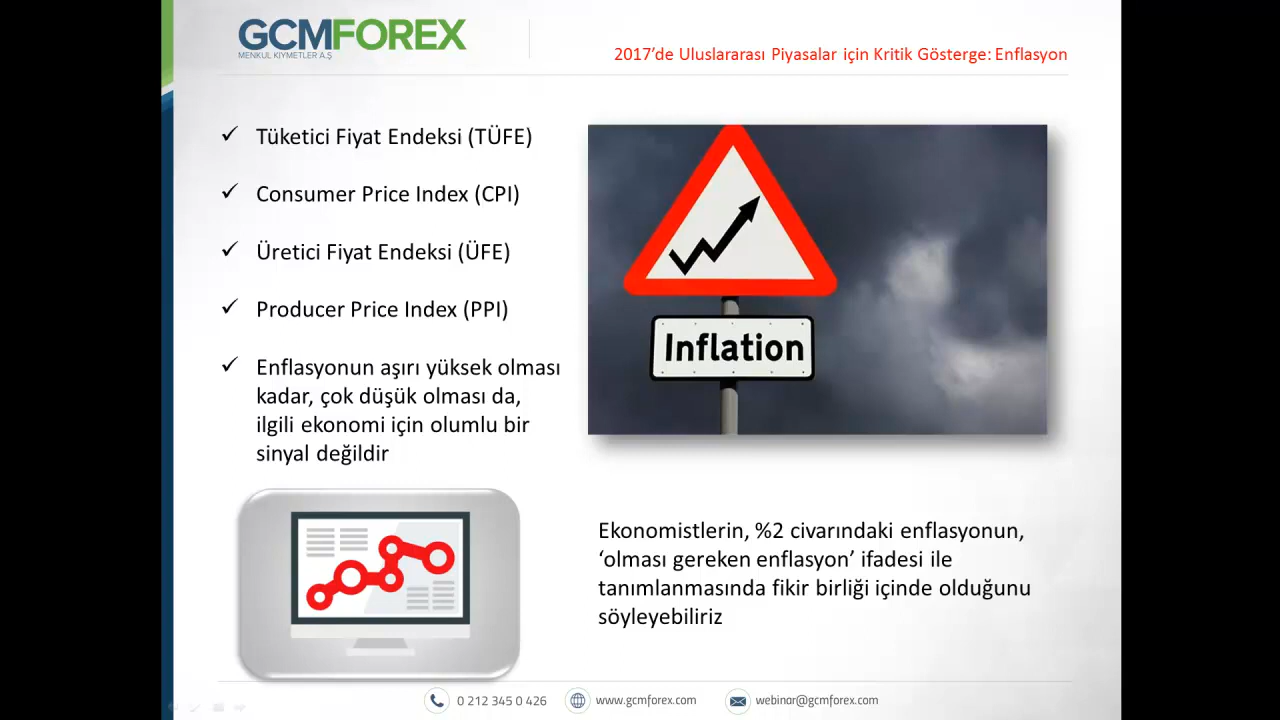 GCMFOREX
MENKUL KIYMETLER A.Ş
2017’de Uluslararası Piyasalar için Kritik Gösterge: Enflasyon
Tüketici Fiyat Endeksi (TÜFE)
Consumer Price Index (CPI)
Üretici Fiyat Endeksi (ÜFE)
Producer Price Index (PPI)
Enflasyonun aşırı yüksek olması
kadar, çok düşük olması da,
ilgili ekonomi için olumlu bir
sinyal değildir
Inflation
Ekonomistlerin, %2 civarındaki enflasyonun,
‘olması gereken enflasyon’ ifadesi ile
tanımlanmasında fikir birliği içinde olduğunu
söyleyebiliriz
0 212 345 0 426
www.gcmforex.com
webinar@gcmforex.com